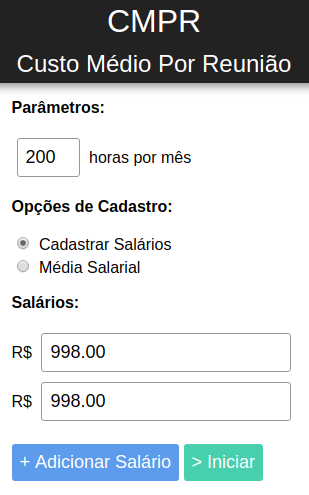 CMPR
Custo Médio Por Reunião
Parâmetros:
200 horas por mês
Opções de Cadastro:
Cadastrar Salários
Média Salarial
Salários:
R$ 998.00
R$ 998.00
+ Adicionar Salário > Iniciar